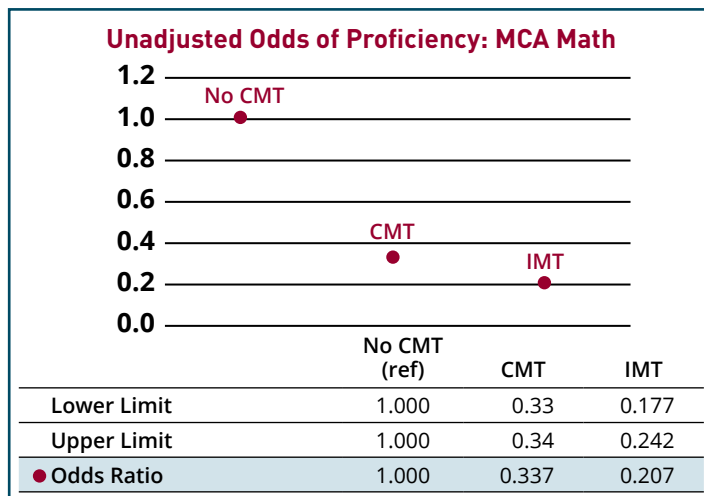 Unadjusted Odds of Proficiency: MCA Math
1.2
No CMT
1.0
0.8
0.6
0.4
CMT
IMT
0.2
0.0
No CMT (ref) CMT IMT
Lower Limit 1.000 0.33 0.177
Upper Limit 1.000 0.34 0.242
Odds Ratio 1.000 0.337 0.207